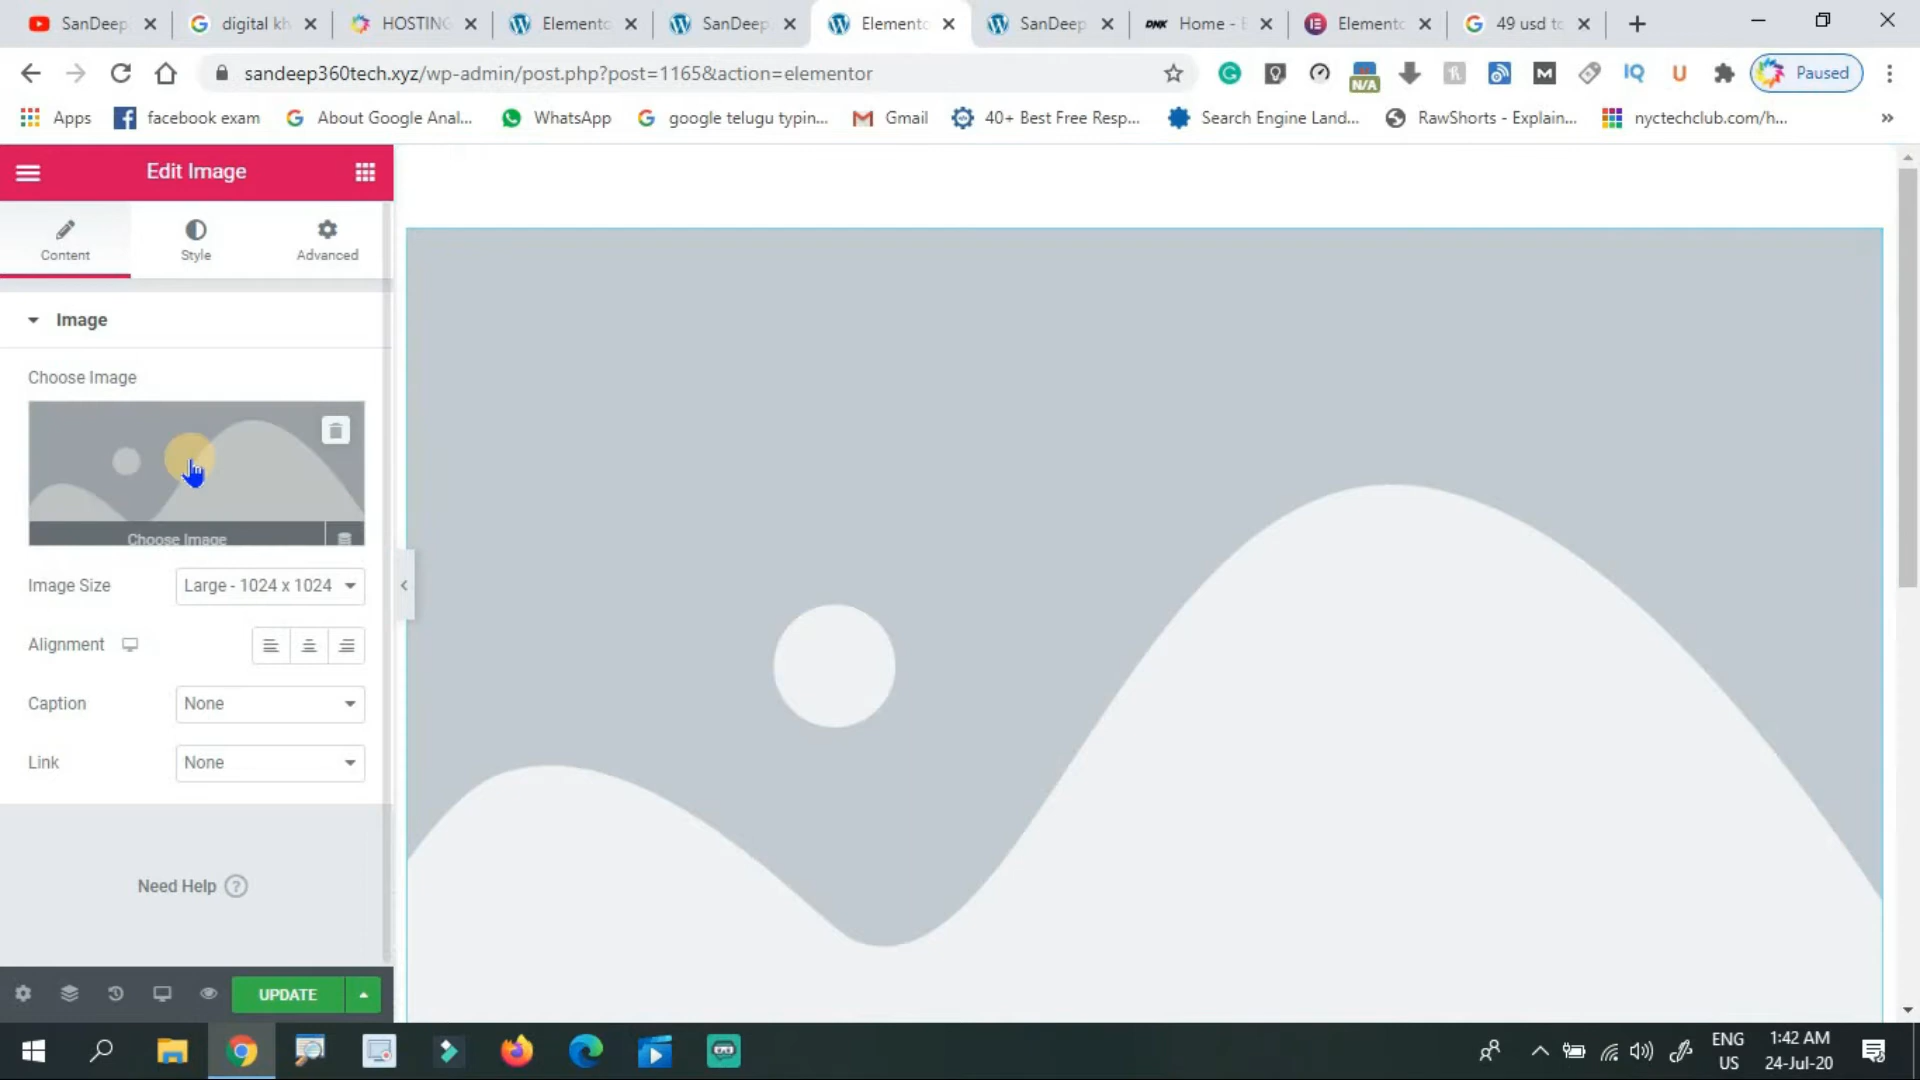 SanDeep
digital kh
HOSTING
Elemento
SanDeep
Elemento
SanDeep
DNK Home - E
Elemento
49 usd to
sandeep360tech.xyz/wp-admin/post.php?post=1165&action=elementor
N/A
IQ
U
Paused
Apps
facebook exam
About Google Anal...
WhatsApp
google telugu typin...
Gmail
40+ Best Free Resp...
Search Engine Land...
RawShorts - Explain...
nyctechclub.com/h...
»
Edit Image
Content
Style
Advanced
Image
Choose Image
Choose Image
Image Size
Large - 1024 x 1024
Alignment
Caption
None
Link
None
Need Help ?
UPDATE
ENG
US
1:42 AM
24-Jul-20